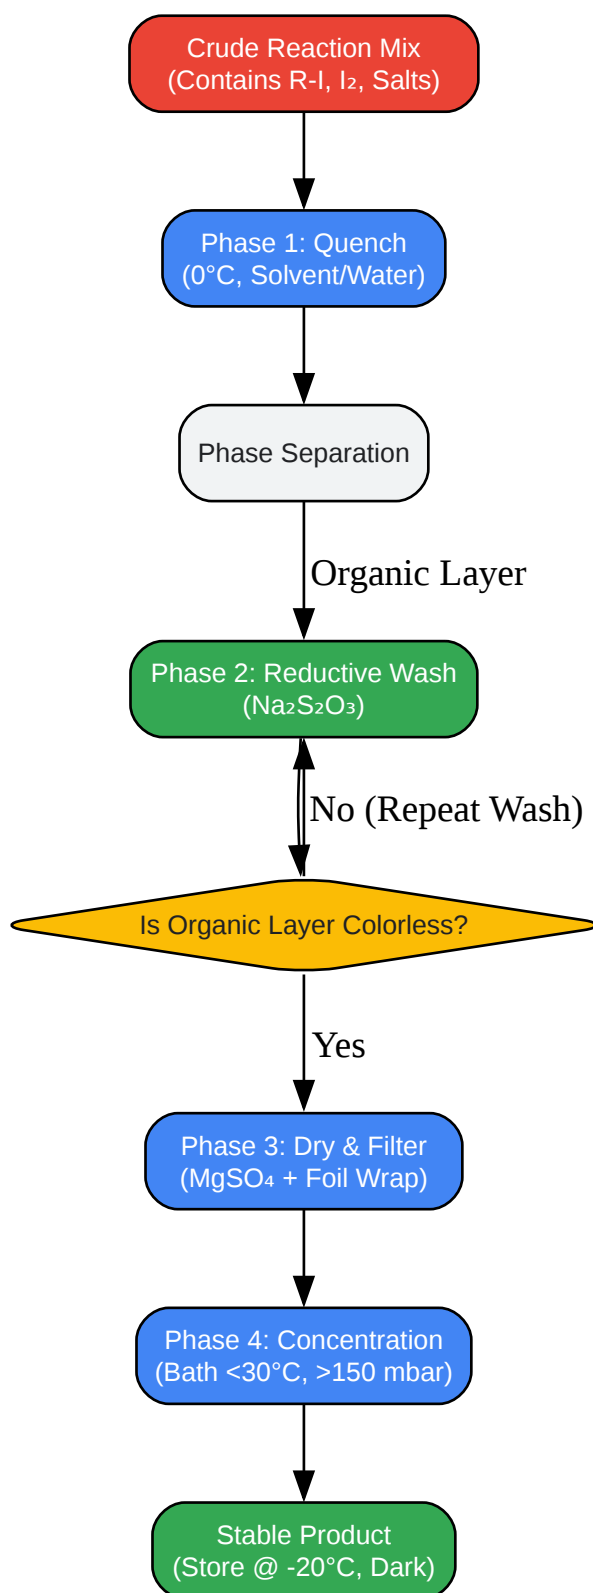 Crude Reaction Mix
(Contains R-I, I₂, Salts)
Phase 1: Quench
(0°C, Solvent/Water)
Phase Separation
Organic Layer
Phase 2: Reductive Wash
(Na₂S₂O₃)
No (Repeat Wash)
Is Organic Layer Colorless?
Yes
Phase 3: Dry & Filter
(MgSO₄ + Foil Wrap)
Phase 4: Concentration
(Bath <30°C, >150 mbar)
Stable Product
(Store @ -20°C, Dark)